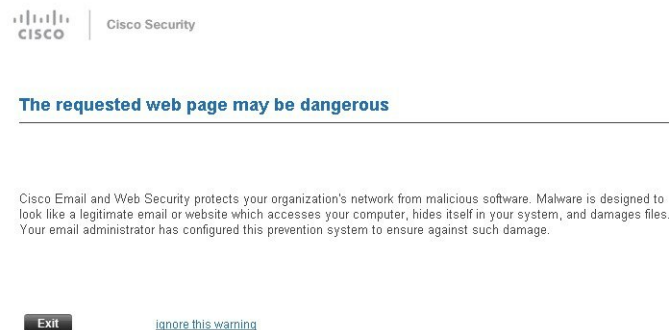 CISCO
Cisco Security
The requested web page may be dangerous
Cisco Email and Web Security protects your organization's network from malicious software. Malware is designed to
look like a legitimate email or website which accesses your computer, hides itself in your system, and damages files.
Your email administrator has configured this prevention system to ensure against such damage.
Exit
ignore this warning